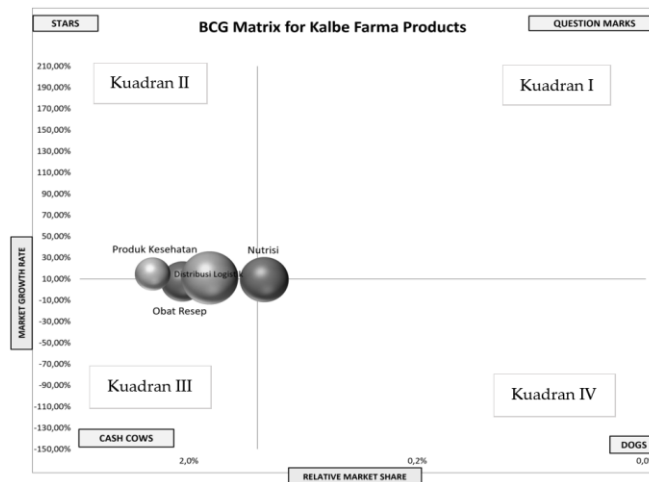 STARS
BCG Matrix for Kalbe Farma Products
QUESTION MARKS
Kuadran II
Kuadran I
210,00%
190,00%
170,00%
150,00%
130,00%
110,00%
90,00%
70,00%
50,00%
30,00%
10,00%
-10,00%
-30,00%
-50,00%
-70,00%
-90,00%
-110,00%
-130,00%
-150,00%
MARKET GROWTH RATE
Produk Kesehatan
Nutrisi
Distribusi Logistik
Obat Resep
Kuadran III
Kuadran IV
CASH COWS
DOGS
2,0%
0,2%
RELATIVE MARKET SHARE